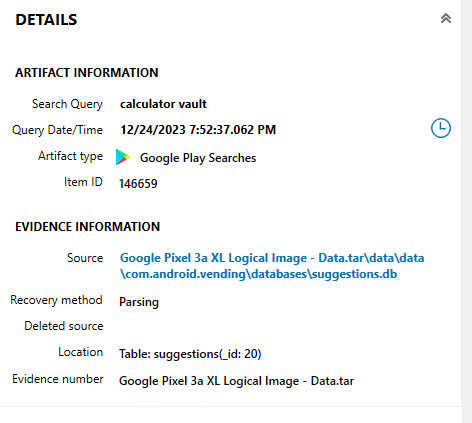 DETAILS
ARTIFACT INFORMATION
Search Query calculator vault
Query Date/Time 12/24/2023 7:52:37.062 PM
Artifact type Google Play Searches
Item ID 146659
EVIDENCE INFORMATION
Source Google Pixel 3a XL Logical Image - Data.tar\data\data
\com.android.vending\databases\suggestions.db
Recovery method Parsing
Deleted source
Location Table: suggestions(_id: 20)
Evidence number Google Pixel 3a XL Logical Image - Data.tar